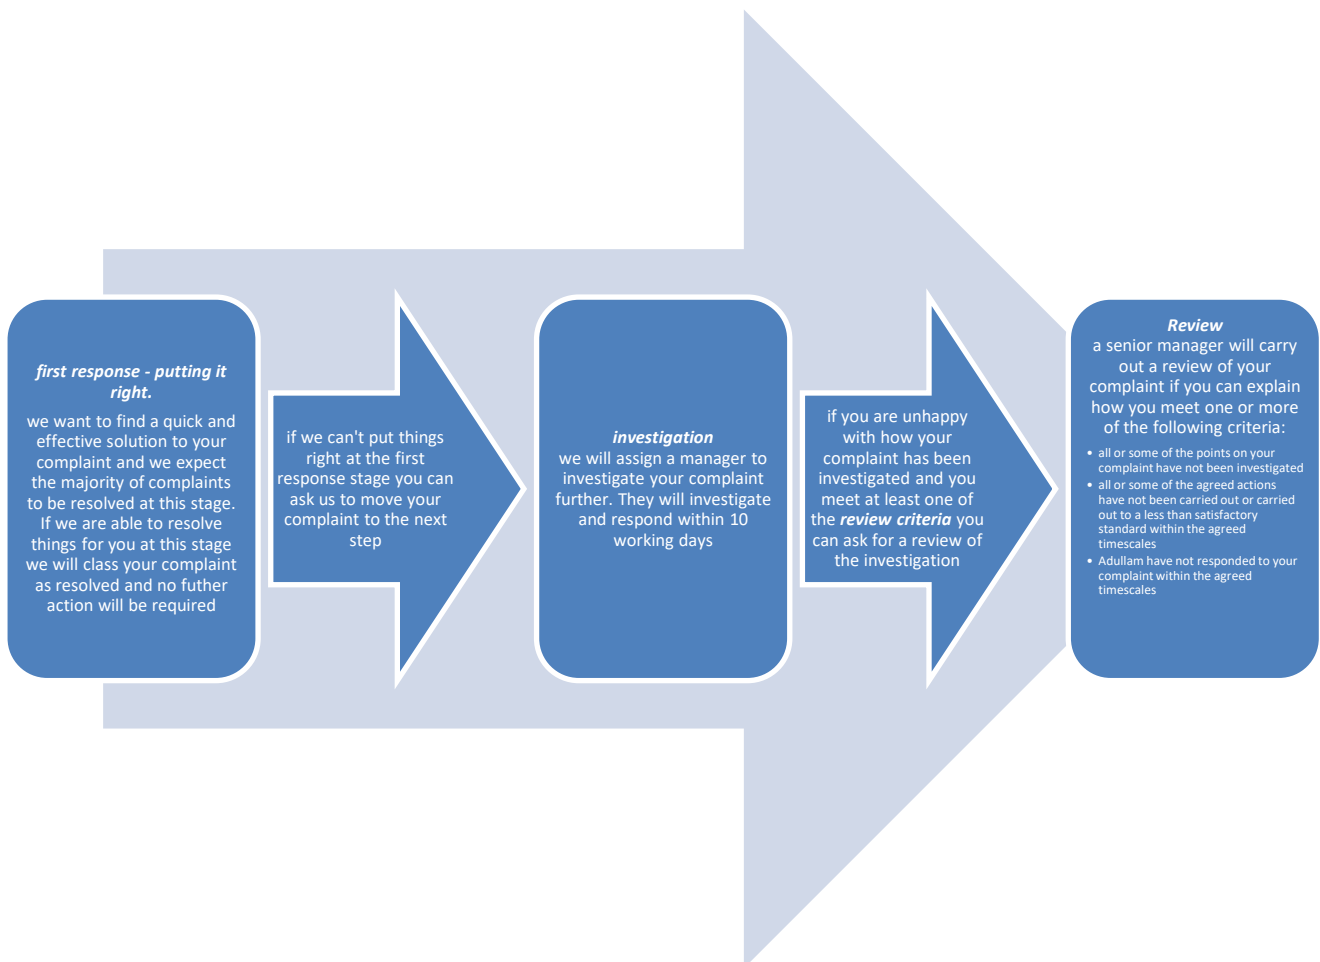 first response - putting it
right.
we want to find a quick and
effective solution to your
complaint and we expect
the majority of complaints
to be resolved at this stage.
If we are able to resolve
things for you at this stage
we will class your complaint
as resolved and no futher
action will be required
if we can't put things
right at the first
response stage you can
ask us to move your
complaint to the next
step
investigation
we will assign a manager to
investigate your complaint
further. They will investigate
and respond within 10
working days
if you are unhappy
with how your
complaint has been
investigated and you
meet at least one of
the review criteria you
can ask for a review of
the investigation
Review
a senior manager will carry
out a review of your
complaint if you can explain
how you meet one or more
of the following criteria:
• all or some of the points on your
complaint have not been investigated
• all or some of the agreed actions
have not been carried out or carried
out to a less than satisfactory
standard within the agreed
timescales
• Adullam have not responded to your
complaint within the agreed
timescales